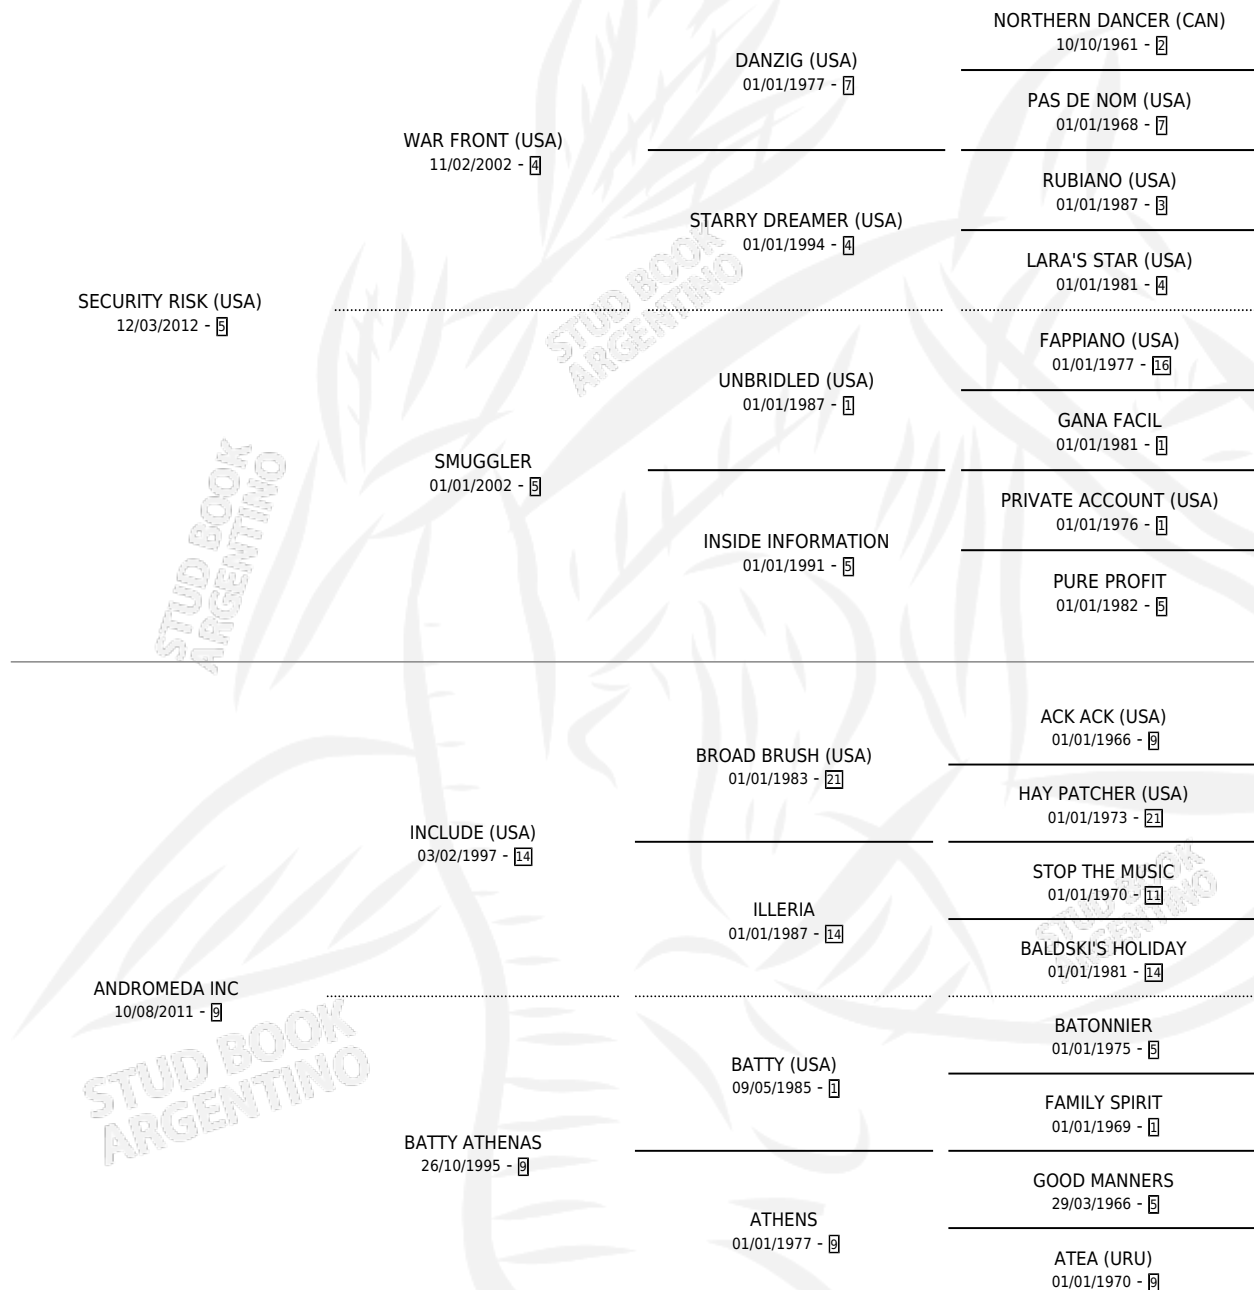 NORTHERN DANCER (CAN)
10/10/1961 - 2
DANZIG (USA)
01/01/1977 - 7
PAS DE NOM (USA)
01/01/1968 - 7
WAR FRONT (USA)
11/02/2002 - 4
RUBIANO (USA)
01/01/1987 - 3
STARRY DREAMER (USA)
01/01/1994 - 4
LARA'S STAR (USA)
01/01/1981 - 4
SECURITY RISK (USA)
12/03/2012 - 5
FAPPIANO (USA)
01/01/1977 - 16
UNBRIDLED (USA)
01/01/1987 - 1
GANA FACIL
01/01/1981 - 1
SMUGGLER
01/01/2002 - 5
PRIVATE ACCOUNT (USA)
01/01/1976 - 1
INSIDE INFORMATION
01/01/1991 - 5
PURE PROFIT
01/01/1982 - 5
ACK ACK (USA)
01/01/1966 - 9
BROAD BRUSH (USA)
01/01/1983 - 21
HAY PATCHER (USA)
01/01/1973 - 21
INCLUDE (USA)
03/02/1997 - 14
STOP THE MUSIC
01/01/1970 - 11
ILLERIA
01/01/1987 - 14
BALDSKI'S HOLIDAY
01/01/1981 - 14
ANDROMEDA INC
10/08/2011 - 9
BATONNIER
01/01/1975 - 5
BATTY (USA)
09/05/1985 - 1
FAMILY SPIRIT
01/01/1969 - 1
BATTY ATHENAS
26/10/1995 - 9
GOOD MANNERS
29/03/1966 - 5
ATHENS
01/01/1977 - 9
ATEA (URU)
01/01/1970 - 9
STUD BOOK
ARGENTINO
STUD BOOK
ARGENTINO
STUD BOOK
ARGENTINO
STUD BOOK
ARGENTINO